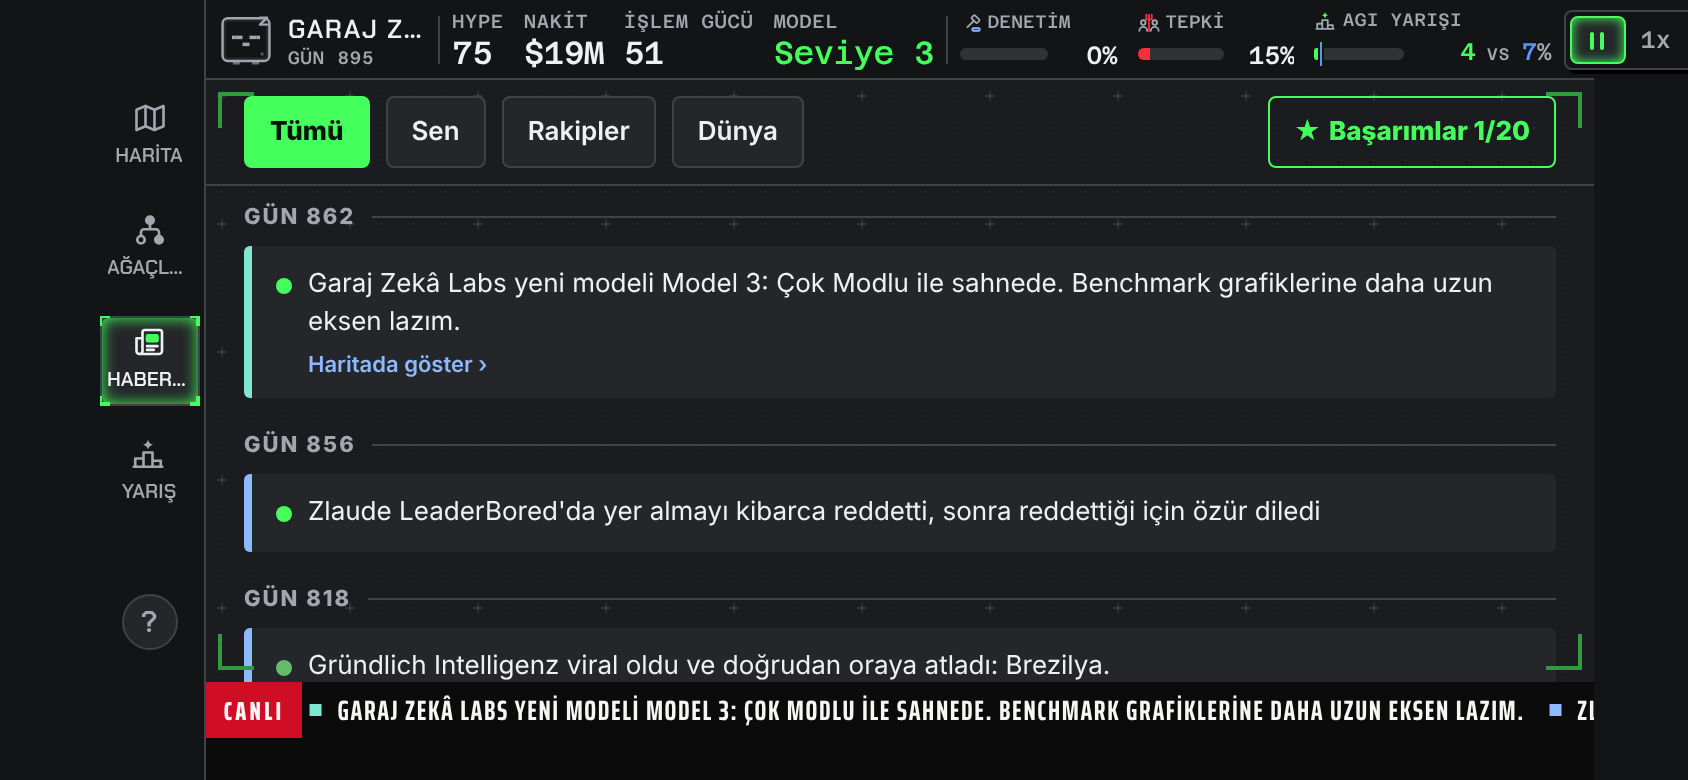 GARAJ Z...
GÜN 895
HYPE
75
NAKİT
$19M
İŞLEM GÜCÜ
51
MODEL
Seviye 3
DENETİM
0%
TEPKİ
15%
AGI YARIŞI
4 vs 7%
1x
HARİTA
AĞAÇL...
HABER...
YARIŞ
?
Tümü
Sen
Rakipler
Dünya
★ Başarımlar 1/20
GÜN 862
Garaj Zekâ Labs yeni modeli Model 3: Çok Modlu ile sahnede. Benchmark grafiklerine daha uzun
eksen lazım.
Haritada göster ›
GÜN 856
Zlaude LeaderBored'da yer almayı kibarca reddetti, sonra reddettiği için özür diledi
GÜN 818
Gründlich Intelligenz viral oldu ve doğrudan oraya atladı: Brezilya.
CANLI
GARAJ ZEKÂ LABS YENİ MODELİ MODEL 3: ÇOK MODLU İLE SAHNEDE. BENCHMARK GRAFİKLERİNE DAHA UZUN EKSEN LAZIM.